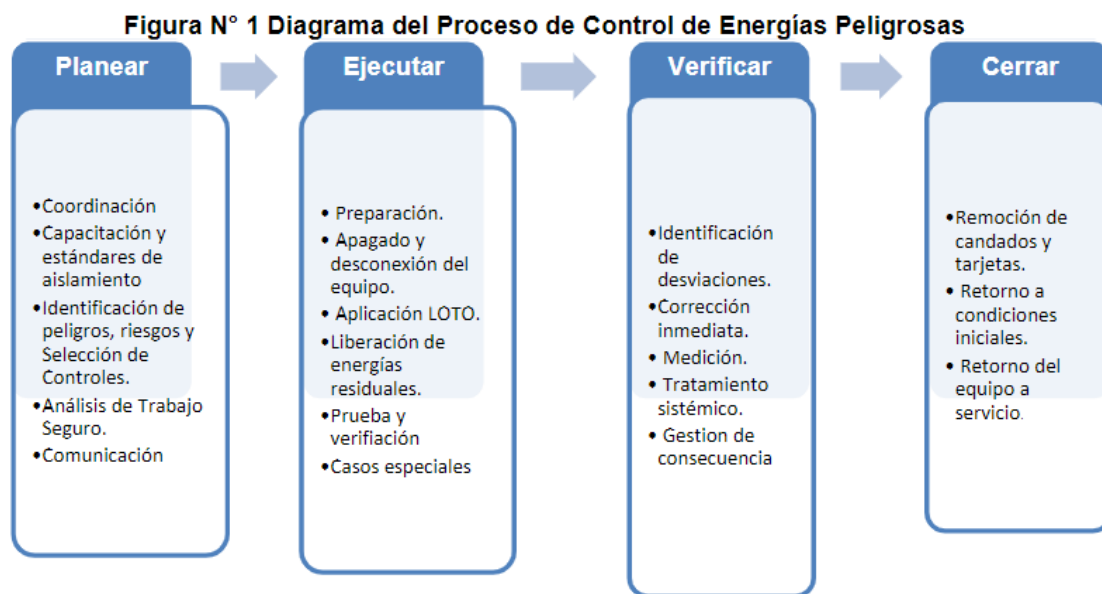 Figura N° 1 Diagrama del Proceso de Control de Energías Peligrosas
Planear
•Coordinación
•Capacitación y
estándares de
aislamiento
•Identificación de
peligros, riesgos y
Selección de
Controles.
•Análisis de Trabajo
Seguro.
•Comunicación
Ejecutar
• Preparación.
• Apagado y
desconexión del
equipo.
• Aplicación LOTO.
•Liberación de
energías
residuales.
•Prueba y
verifiación
• Casos especiales
Verificar
•Identificación
de
desviaciones.
•Corrección
inmediata.
• Medición.
• Tratamiento
sistémico.
• Gestion de
consecuencia
Cerrar
•Remoción de
candados y
tarjetas.
• Retorno a
condiciones
iniciales.
• Retorno del
equipo a
servicio.